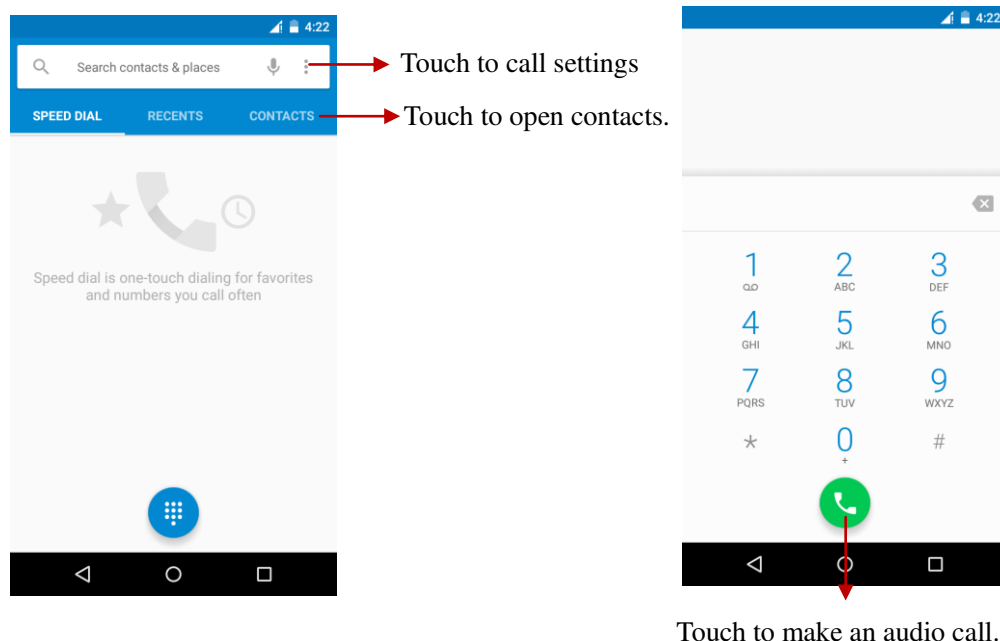 4:22
Search contacts & places
SPEED DIAL RECENTS CONTACTS
Speed dial is one-touch dialing for favorites
and numbers you call often
Touch to call settings
Touch to open contacts.
4:22
1 2 3
ABC DEF
4 5 6
GHI JKL MNO
7 8 9
PQRS TUV WXYZ
* 0 #
+
Touch to make an audio call.